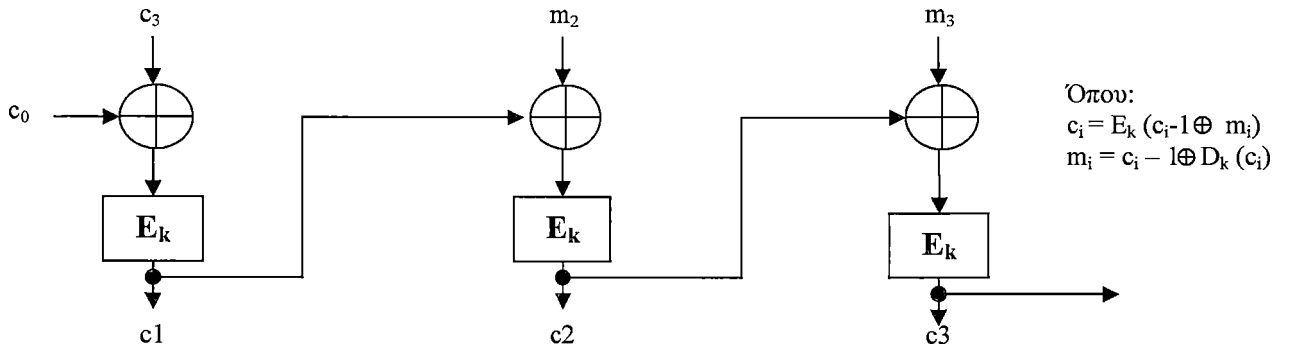 c₃ m₂ m₃
c₀
Όπου:
cᵢ = Eₖ (cᵢ-1⊕ mᵢ)
mᵢ = cᵢ – 1⊕ Dₖ (cᵢ)
Eₖ Eₖ Eₖ
c1 c2 c3